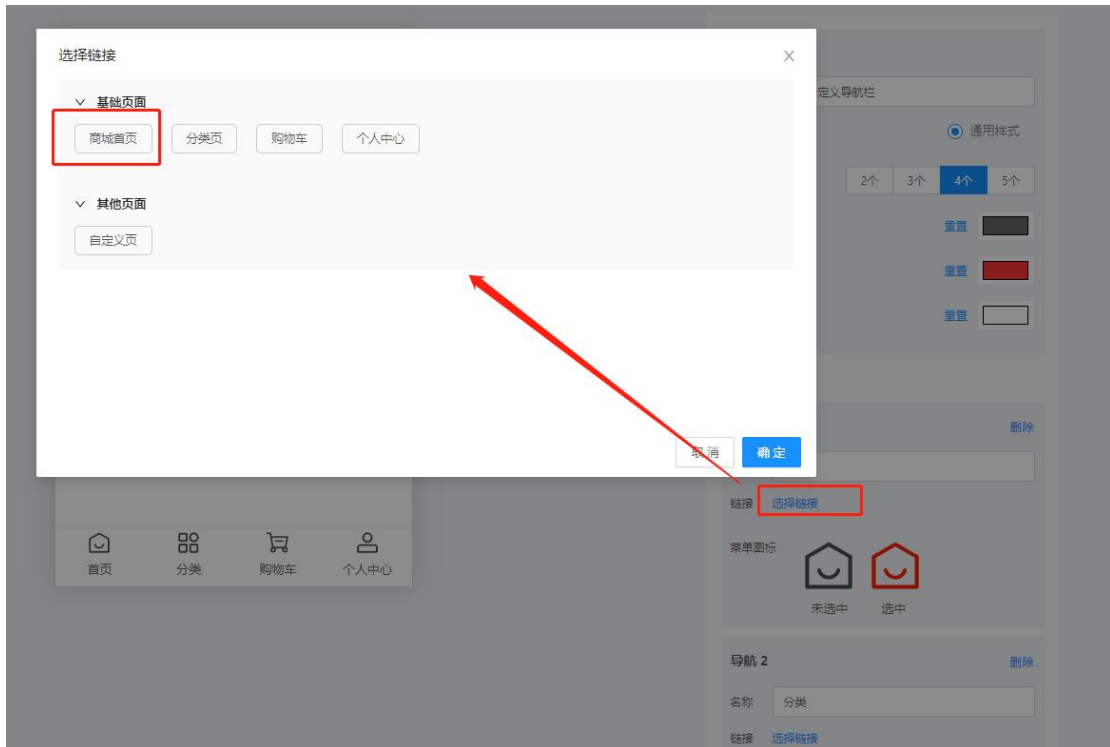 选择链接
基础页面
商城首页 分类页 购物车 个人中心
其他页面
自定义页
取消 确定
定义导航栏
通用样式
2个 3个 4个 5个
重置
重置
重置
删除
链接 选择链接
菜单图标
未选中 选中
导航 2 删除
名称 分类
链接 选择链接
首页 分类 购物车 个人中心